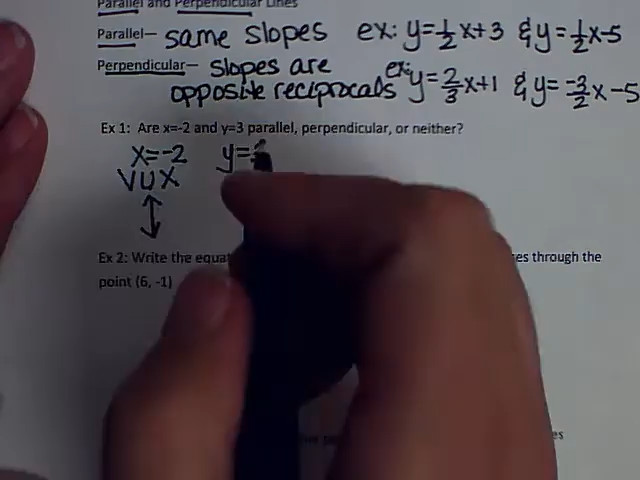 Parallel and Perpendicular Lines
Parallel– same slopes ex: y=1/2x+3 & y=1/2x-5
Perpendicular– slopes are opposite reciprocals ex: y=2/3x+1 & y=-3/2x-5
Ex 1: Are x=-2 and y=3 parallel, perpendicular, or neither?
x=-2 y=
VUX
Ex 2: Write the through the
point (6, -1)